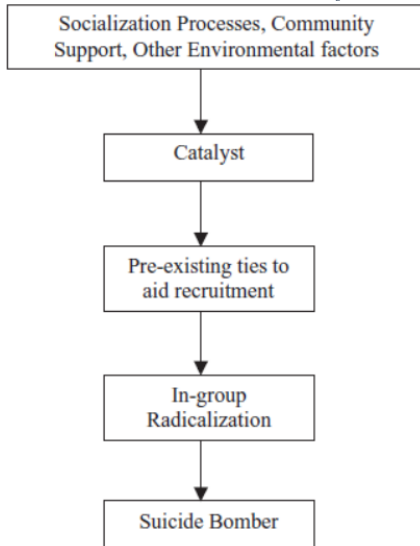 Socialization Processes, Community
Support, Other Environmental factors
Catalyst
Pre-existing ties to
aid recruitment
In-group
Radicalization
Suicide Bomber